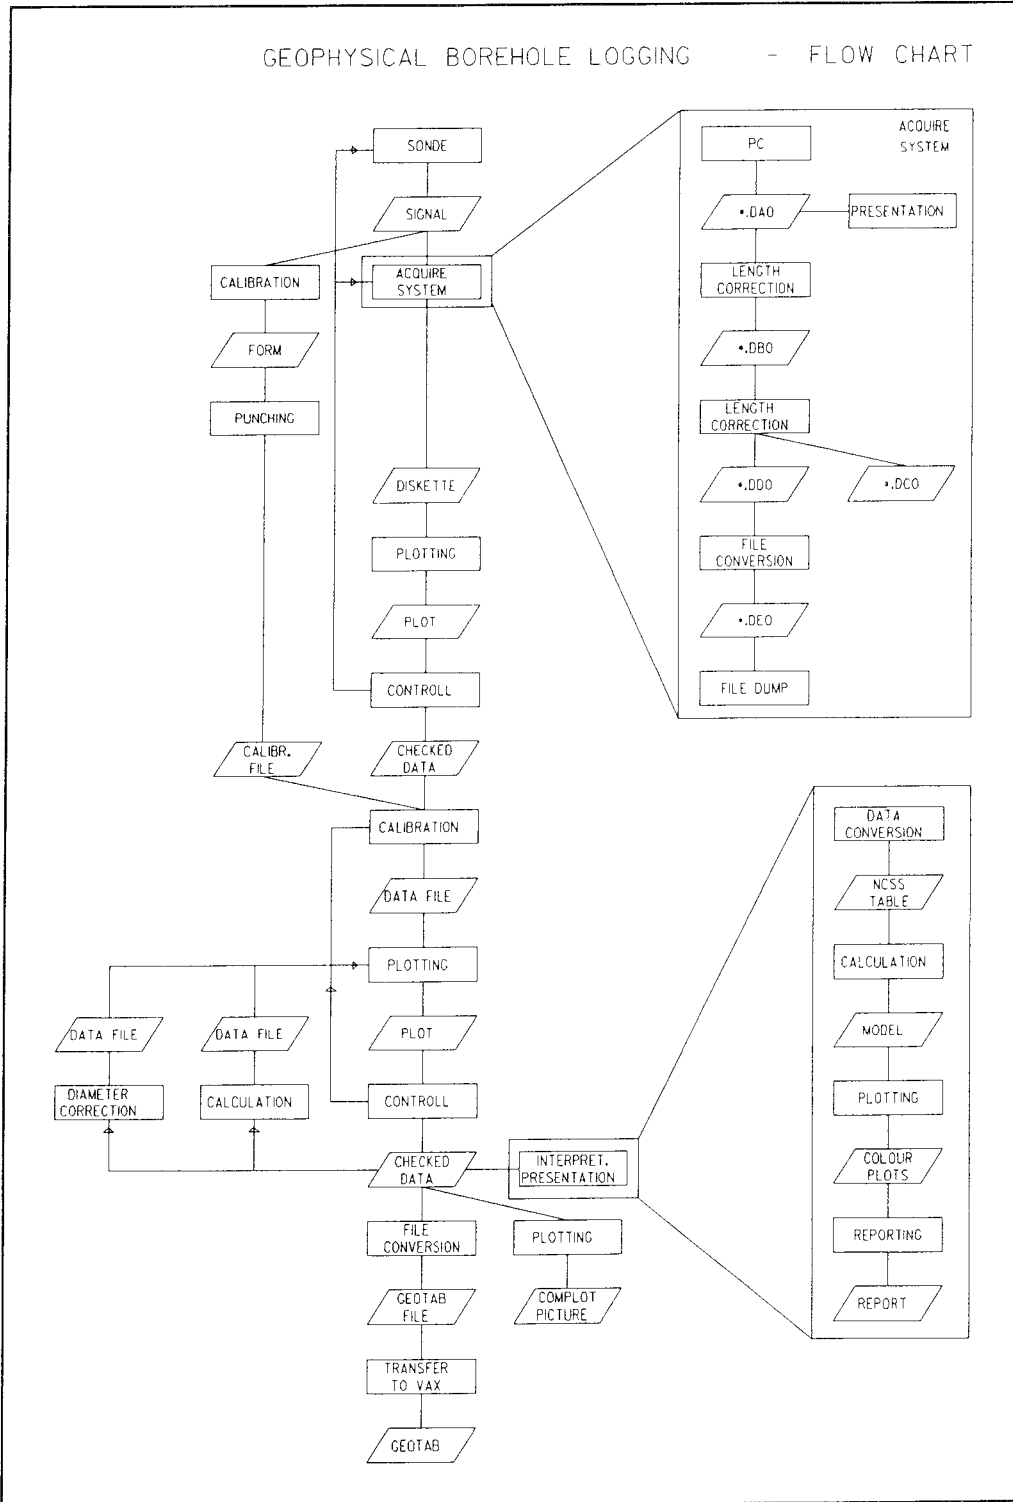 GEOPHYSICAL BOREHOLE LOGGING - FLOW CHART
SONDE
SIGNAL
ACQUIRE
SYSTEM
CALIBRATION
FORM
PUNCHING
DISKETTE
PLOTTING
PLOT
CONTROLL
CALIBR.
FILE
CHECKED
DATA
CALIBRATION
DATA FILE
PLOTTING
DATA FILE
DATA FILE
PLOT
DIAMETER
CORRECTION
CALCULATION
CONTROLL
CHECKED
DATA
INTERPRET.
PRESENTATION
FILE
CONVERSION
PLOTTING
GEOTAB
FILE
COMPLOT
PICTURE
TRANSFER
TO VAX
GEOTAB
ACQUIRE
SYSTEM
PC
*.DAO
PRESENTATION
LENGTH
CORRECTION
*.DBO
LENGTH
CORRECTION
*.DDO
*.DCO
FILE
CONVERSION
*.DEO
FILE DUMP
DATA
CONVERSION
NCSS
TABLE
CALCULATION
MODEL
PLOTTING
COLOUR
PLOTS
REPORTING
REPORT